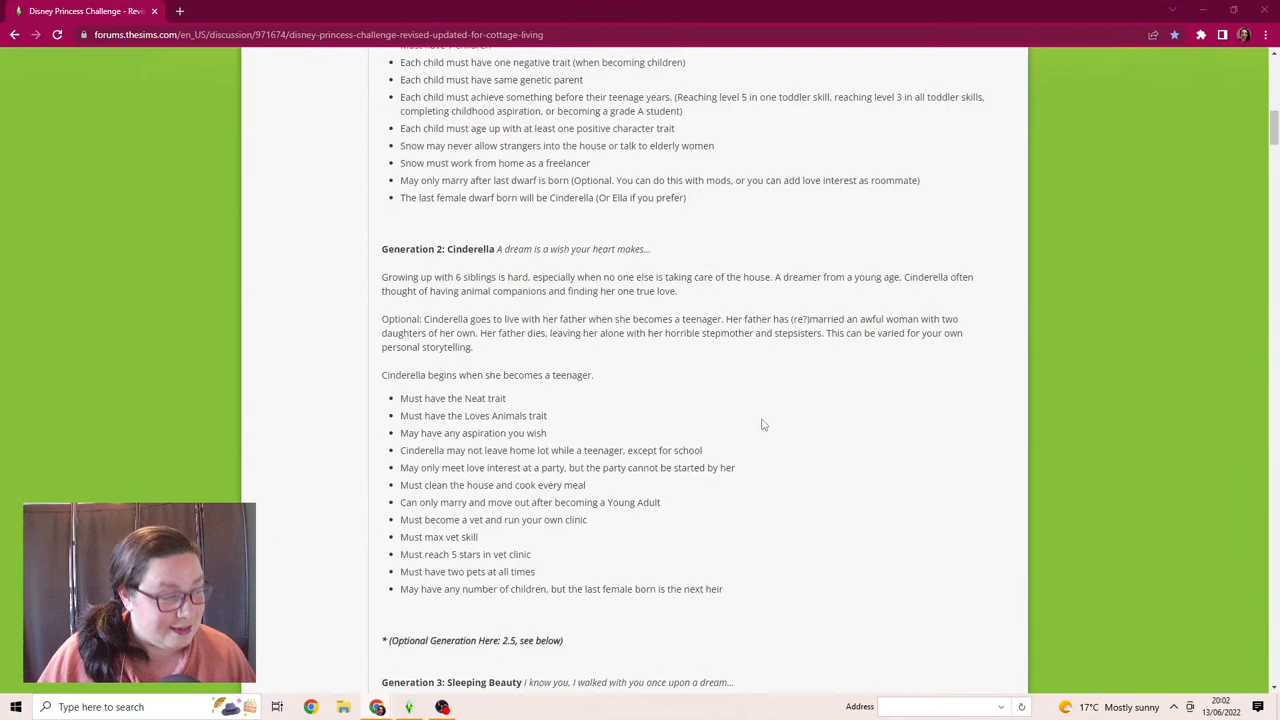 Disney Princess Challenge - Revi
forums.thesims.com/en_US/discussion/971674/disney-princess-challenge-revised-updated-for-cottage-living
Must have 7 children
Each child must have one negative trait (when becoming children)
Each child must have same genetic parent
Each child must achieve something before their teenage years. (Reaching level 5 in one toddler skill, reaching level 3 in all toddler skills,
completing childhood aspiration, or becoming a grade A student)
Each child must age up with at least one positive character trait
Snow may never allow strangers into the house or talk to elderly women
Snow must work from home as a freelancer
May only marry after last dwarf is born (Optional. You can do this with mods, or you can add love interest as roommate)
The last female dwarf born will be Cinderella (Or Ella if you prefer)
Generation 2: Cinderella A dream is a wish your heart makes...
Growing up with 6 siblings is hard, especially when no one else is taking care of the house. A dreamer from a young age, Cinderella often
thought of having animal companions and finding her one true love.
Optional: Cinderella goes to live with her father when she becomes a teenager. Her father has (re?)married an awful woman with two
daughters of her own. Her father dies, leaving her alone with her horrible stepmother and stepsisters. This can be varied for your own
personal storytelling.
Cinderella begins when she becomes a teenager.
Must have the Neat trait
Must have the Loves Animals trait
May have any aspiration you wish
Cinderella may not leave home lot while a teenager, except for school
May only meet love interest at a party, but the party cannot be started by her
Must clean the house and cook every meal
Can only marry and move out after becoming a Young Adult
Must become a vet and run your own clinic
Must max vet skill
Must reach 5 stars in vet clinic
Must have two pets at all times
May have any number of children, but the last female born is the next heir
* (Optional Generation Here: 2.5, see below)
Generation 3: Sleeping Beauty I know you, I walked with you once upon a dream...
Type here to search
Address
17°C Mostly sunny
20:02
13/06/2022